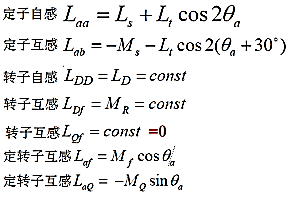 定子自感 L_aa = L_s + L_t cos 2θ_a
定子互感 L_ab = −M_s − L_t cos 2(θ_a + 30°)
转子自感 L_DD = L_D = const
转子互感 L_Df = M_R = const
转子互感 L_Qf = const =0
定转子互感 L_af = M_f cos θ_a
定转子互感 L_aQ = −M_Q sin θ_a